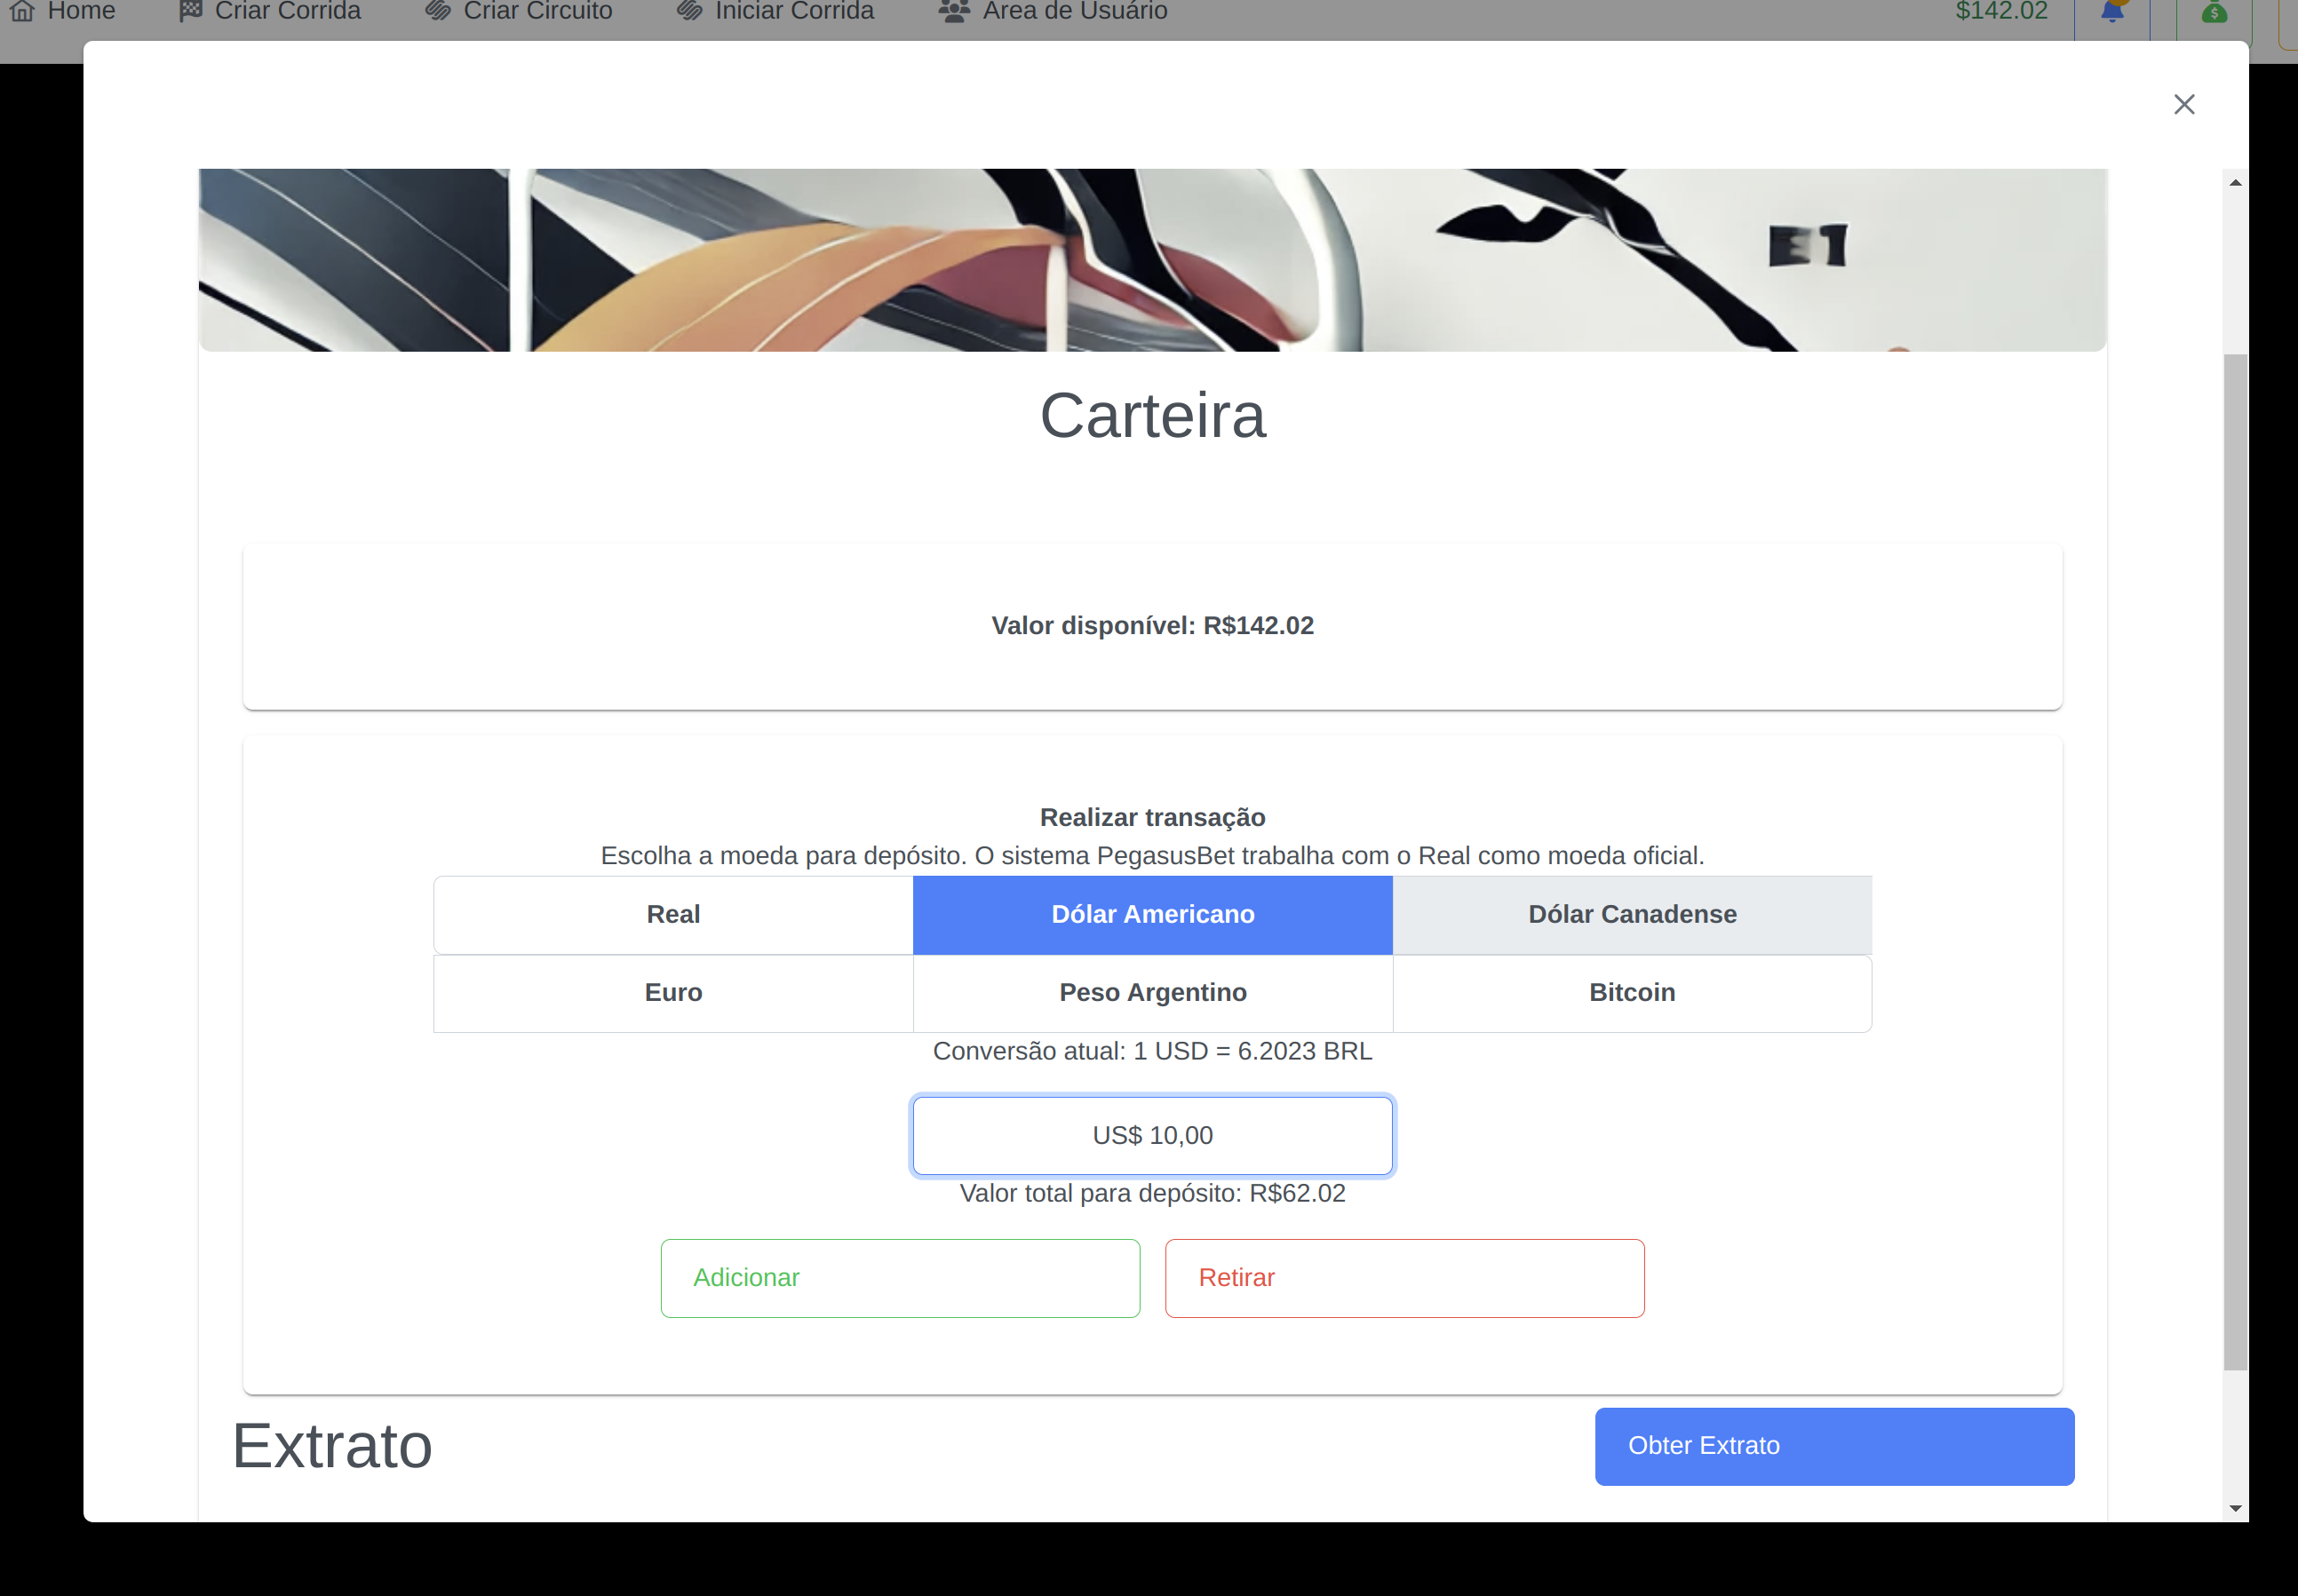 Home Criar Corrida Criar Circuito Iniciar Corrida Área de Usuário $142.02
Carteira
Valor disponível: R$142.02
Realizar transação
Escolha a moeda para depósito. O sistema PegasusBet trabalha com o Real como moeda oficial.
Real Dólar Americano Dólar Canadense
Euro Peso Argentino Bitcoin
Conversão atual: 1 USD = 6.2023 BRL
US$ 10,00
Valor total para depósito: R$62.02
Adicionar Retirar
Extrato Obter Extrato